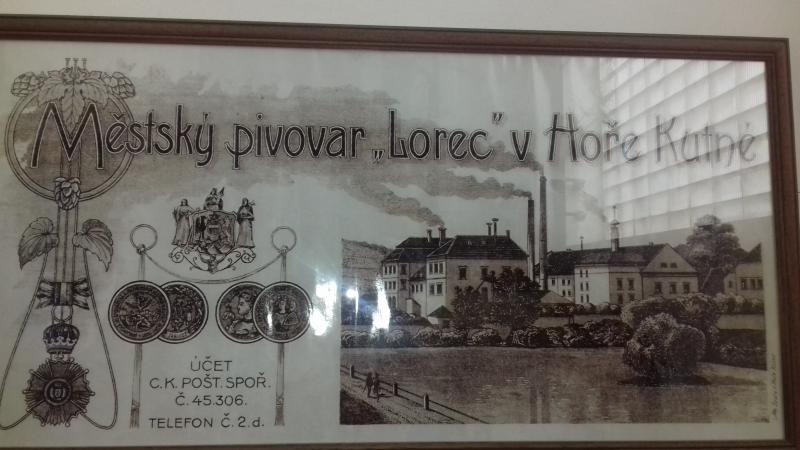 Městský pivovar „Lorec" v Hoře Kutné
ÚČET
C.K. POŠT. SPOŘ.
Č. 45.306.
TELEFON Č. 2.d.